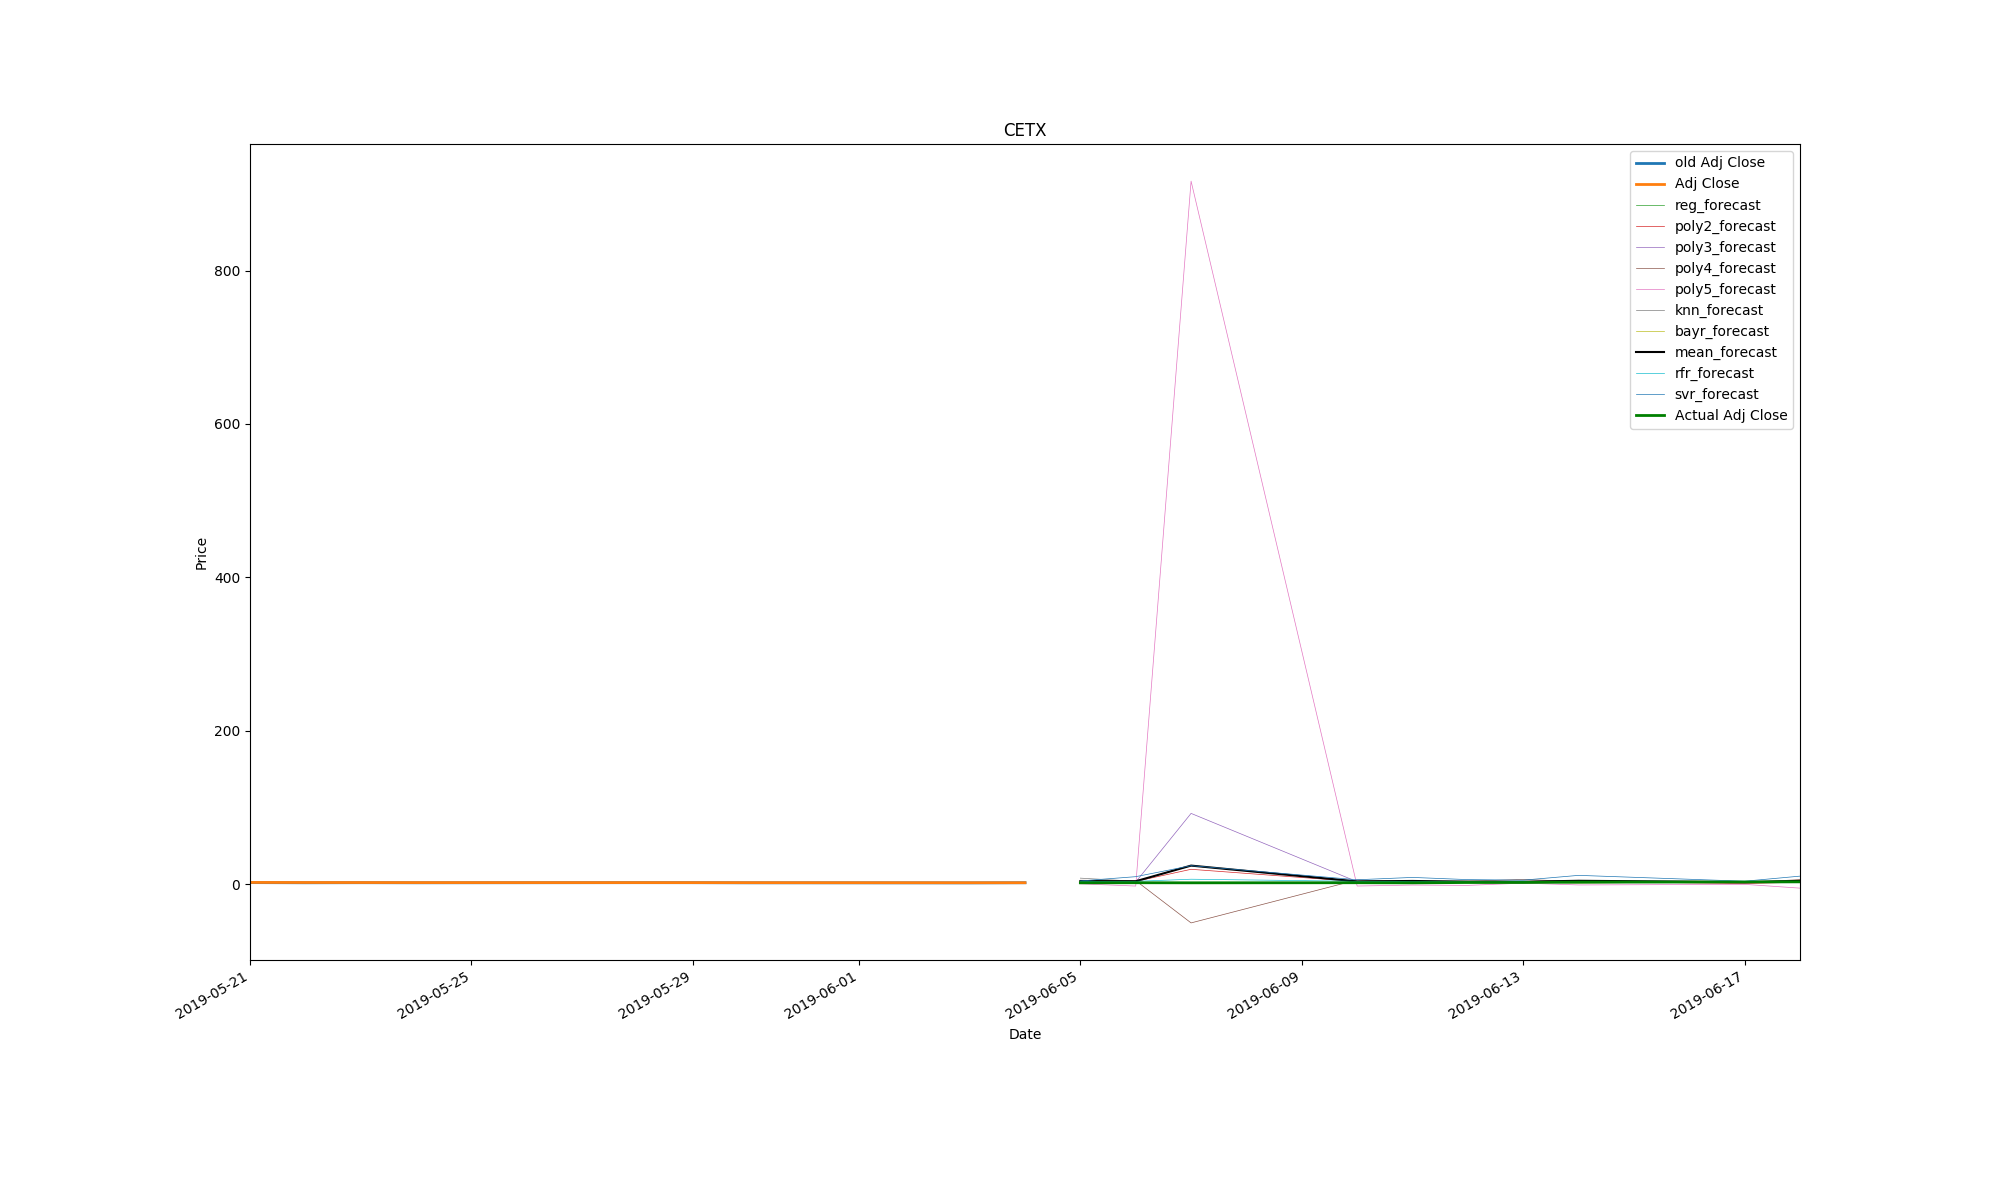 CETX
old Adj Close
Adj Close
reg_forecast
poly2_forecast
poly3_forecast
poly4_forecast
poly5_forecast
knn_forecast
bayr_forecast
mean_forecast
rfr_forecast
svr_forecast
Actual Adj Close
800
600
400
200
0
Price
2019-05-21
2019-05-25
2019-05-29
2019-06-01
2019-06-05
2019-06-09
2019-06-13
2019-06-17
Date